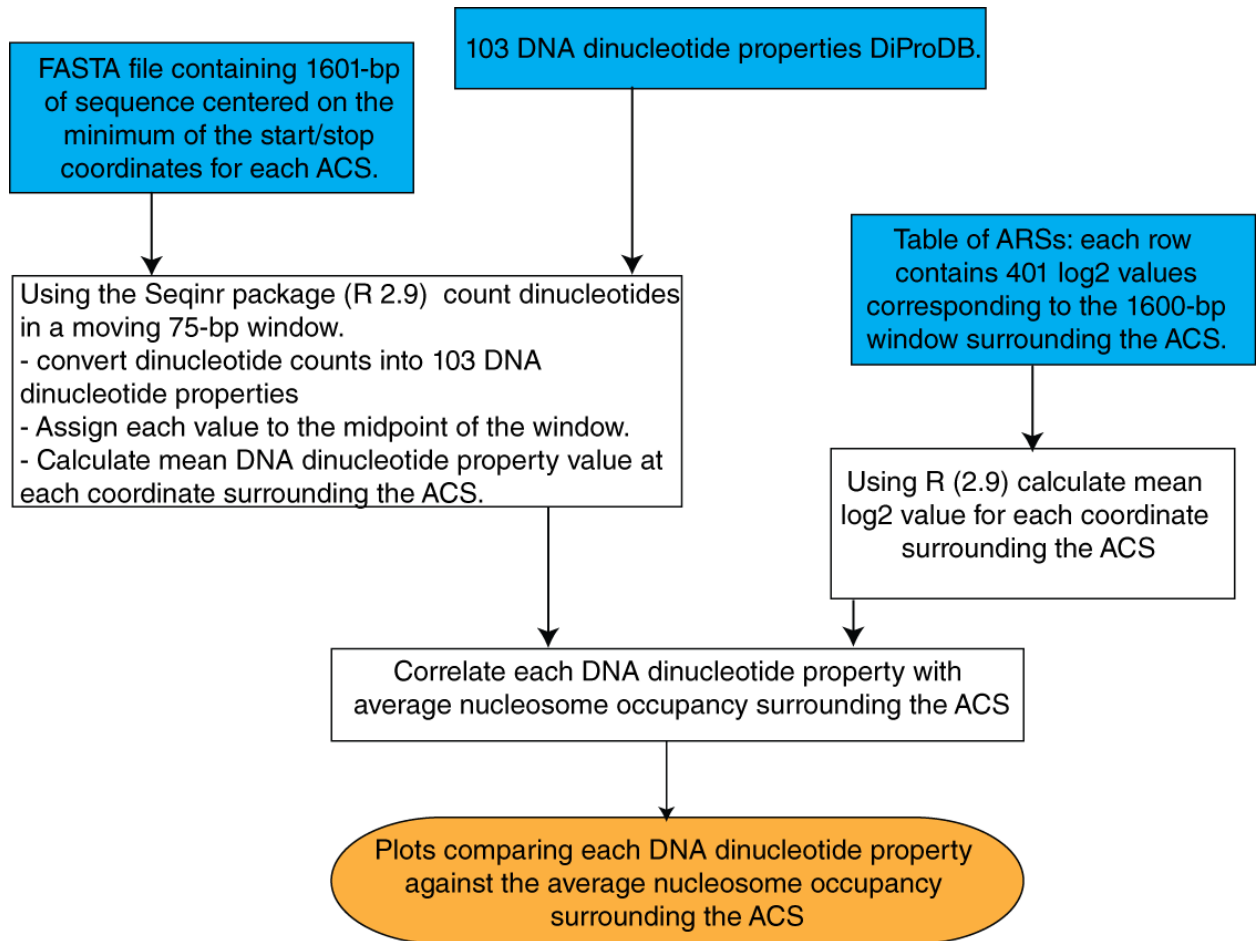 103 DNA dinucleotide properties DiProDB.
FASTA file containing 1601-bp
of sequence centered on the
minimum of the start/stop
coordinates for each ACS.
Table of ARSs: each row
contains 401 log2 values
corresponding to the 1600-bp
window surrounding the ACS.
Using the Seqinr package (R 2.9) count dinucleotides
in a moving 75-bp window.
- convert dinucleotide counts into 103 DNA
dinucleotide properties
- Assign each value to the midpoint of the window.
- Calculate mean DNA dinucleotide property value at
each coordinate surrounding the ACS.
Using R (2.9) calculate mean
log2 value for each coordinate
surrounding the ACS
Correlate each DNA dinucleotide property with
average nucleosome occupancy surrounding the ACS
Plots comparing each DNA dinucleotide property
against the average nucleosome occupancy
surrounding the ACS